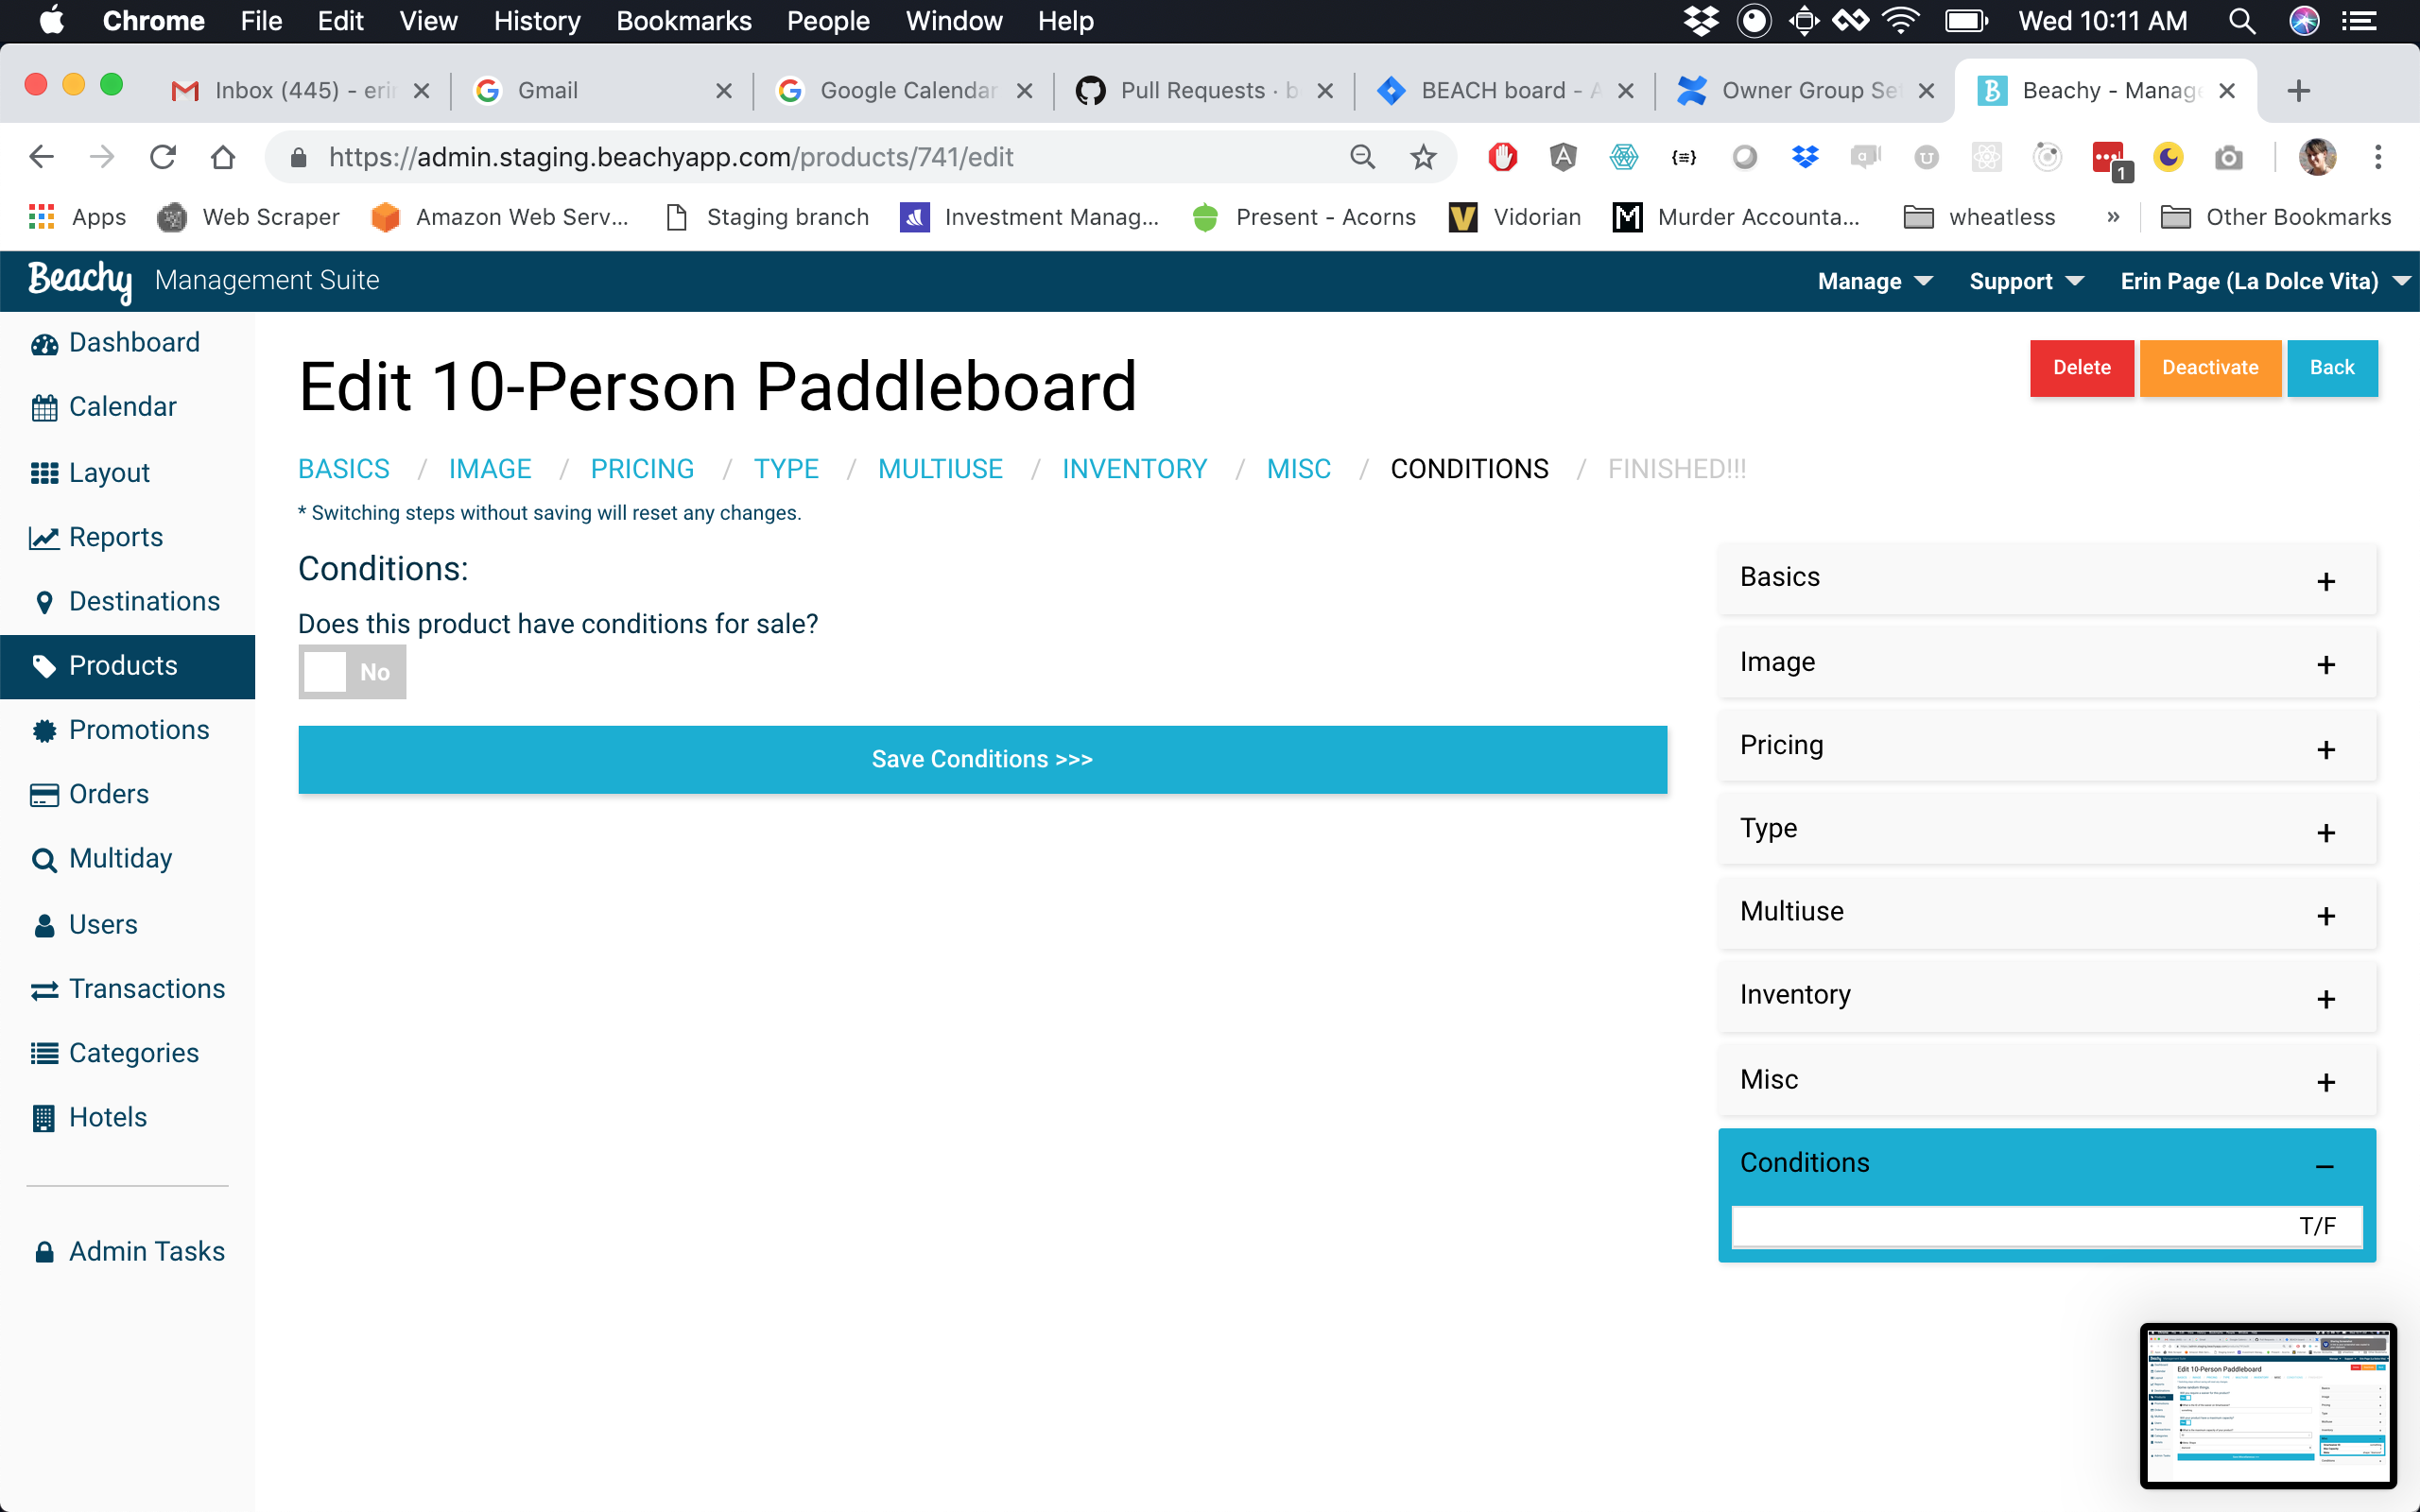 Chrome File Edit View History Bookmarks People Window Help Wed 10:11 AM
Inbox (445) - eri Gmail Google Calendar Pull Requests · b BEACH board - A Owner Group Se Beachy - Manage
https://admin.staging.beachyapp.com/products/741/edit 1
Apps Web Scraper Amazon Web Serv... Staging branch Investment Manag... Present - Acorns Vidorian Murder Accounta... wheatless » Other Bookmarks
Beachy Management Suite Manage Support Erin Page (La Dolce Vita)
Dashboard
Calendar
Layout
Reports
Destinations
Products
Promotions
Orders
Multiday
Users
Transactions
Categories
Hotels
Admin Tasks
Edit 10-Person Paddleboard
Delete Deactivate Back
BASICS / IMAGE / PRICING / TYPE / MULTIUSE / INVENTORY / MISC / CONDITIONS / FINISHED!!!
* Switching steps without saving will reset any changes.
Conditions:
Does this product have conditions for sale?
No
Save Conditions >>>
Basics +
Image +
Pricing +
Type +
Multiuse +
Inventory +
Misc +
Conditions –
T/F
Edit 10-Person Paddleboard